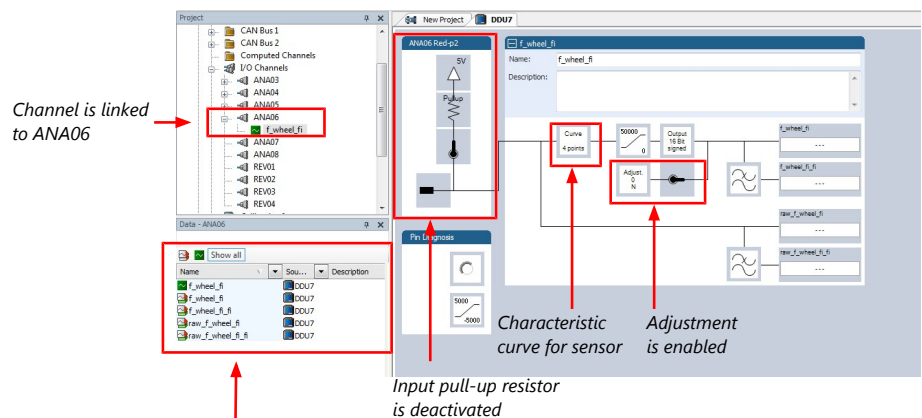 Project
CAN Bus 1
CAN Bus 2
Computed Channels
I/O Channels
ANA03
ANA04
ANA05
ANA06
f_wheel_fi
ANA07
ANA08
REV01
REV02
REV03
REV04
Channel is linked
to ANA06
Data - ANA06
Show all
Name Sou... Description
f_wheel_fi DDU7
f_wheel_fi DDU7
f_wheel_fi_fi DDU7
raw_f_wheel_fi DDU7
raw_f_wheel_fi_fi DDU7
New Project DDU7
ANA06 Red-p2
5V
Pullup
Pin Diagnosis
5000
-5000
f_wheel_fi
Name: f_wheel_fi
Description:
Curve
4 points
50000
0
Output
16 Bit
signed
Adjust.
0
N
f_wheel_fi
---
f_wheel_fi_fi
---
raw_f_wheel_fi
---
raw_f_wheel_fi_fi
---
Characteristic
curve for sensor
Adjustment
is enabled
Input pull-up resistor
is deactivated